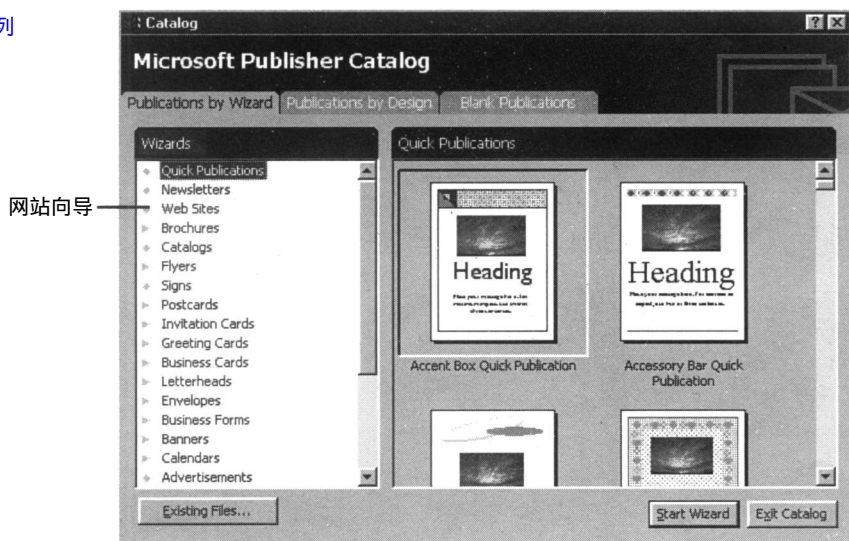 列
Catalog
Microsoft Publisher Catalog
Publications by Wizard Publications by Design Blank Publications
Wizards
Quick Publications
Newsletters
Web Sites
Brochures
Catalogs
Flyers
Signs
Postcards
Invitation Cards
Greeting Cards
Business Cards
Letterheads
Envelopes
Business Forms
Banners
Calendars
Advertisements
网站向导
Quick Publications
Heading
Accent Box Quick Publication
Heading
Accessory Bar Quick
Publication
Existing Files...
Start Wizard
Exit Catalog